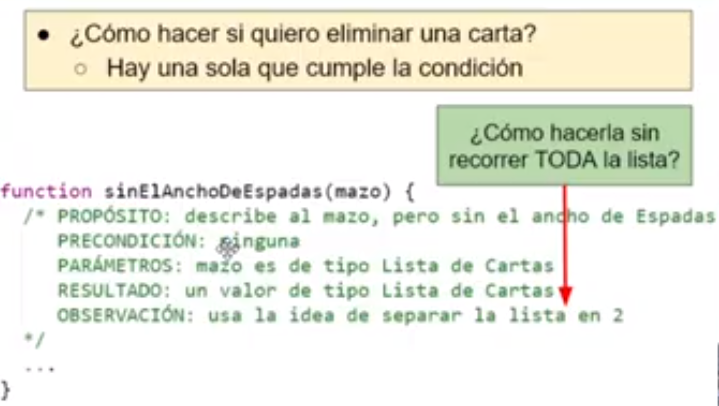 ● ¿Cómo hacer si quiero eliminar una carta?
○ Hay una sola que cumple la condición
¿Cómo hacerla sin
recorrer TODA la lista?
function sinElAnchoDeEspadas(mazo) {
/* PROPÓSITO: describe al mazo, pero sin el ancho de Espadas
PRECONDICIÓN: ninguna
PARÁMETROS: mazo es de tipo Lista de Cartas
RESULTADO: un valor de tipo Lista de Cartas
OBSERVACIÓN: usa la idea de separar la lista en 2
*/
...
}